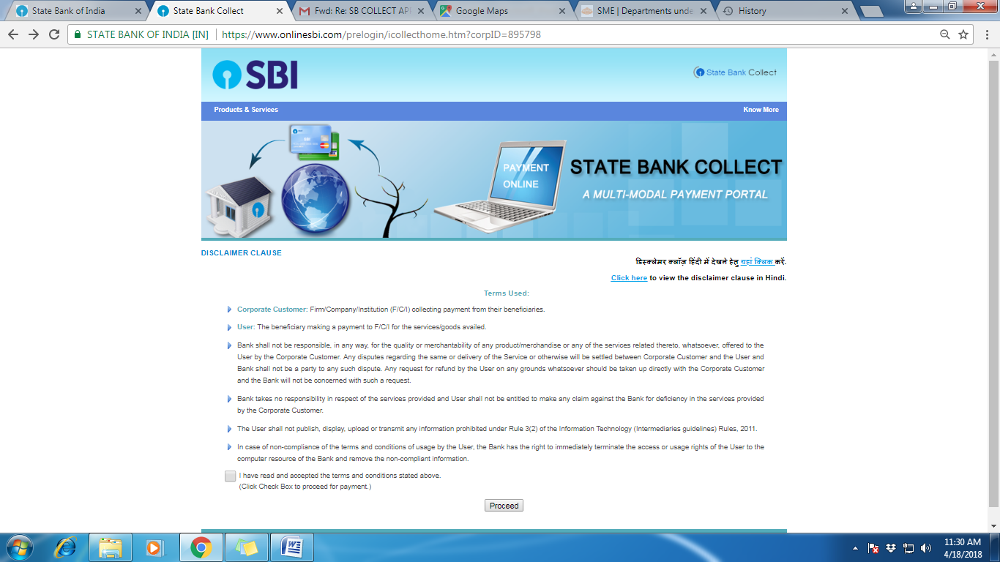 State Bank of India
State Bank Collect
Fwd: Re: SB COLLECT API
Google Maps
SME | Departments unde
History
STATE BANK OF INDIA [IN]
https://www.onlinesbi.com/prelogin/icollecthome.htm?corpID=895798
SBI
State Bank Collect
Products & Services
Know More
SBI
PAYMENT
ONLINE
STATE BANK COLLECT
A MULTI-MODAL PAYMENT PORTAL
DISCLAIMER CLAUSE
डिस्क्लेमर क्लॉज़ हिंदी में देखने हेतु यहां क्लिक करें.
Click here to view the disclaimer clause in Hindi.
Terms Used:
Corporate Customer: Firm/Company/Institution (F/C/I) collecting payment from their beneficiaries.
User: The beneficiary making a payment to F/C/I for the services/goods availed.
Bank shall not be responsible, in any way, for the quality or merchantability of any product/merchandise or any of the services related thereto, whatsoever, offered to the
User by the Corporate Customer. Any disputes regarding the same or delivery of the Service or otherwise will be settled between Corporate Customer and the User and
Bank shall not be a party to any such dispute. Any request for refund by the User on any grounds whatsoever should be taken up directly with the Corporate Customer
and the Bank will not be concerned with such a request.
Bank takes no responsibility in respect of the services provided and User shall not be entitled to make any claim against the Bank for deficiency in the services provided
by the Corporate Customer.
The User shall not publish, display, upload or transmit any information prohibited under Rule 3(2) of the Information Technology (Intermediaries guidelines) Rules, 2011.
In case of non-compliance of the terms and conditions of usage by the User, the Bank has the right to immediately terminate the access or usage rights of the User to the
computer resource of the Bank and remove the non-compliant information.
I have read and accepted the terms and conditions stated above.
(Click Check Box to proceed for payment.)
Proceed
11:30 AM
4/18/2018